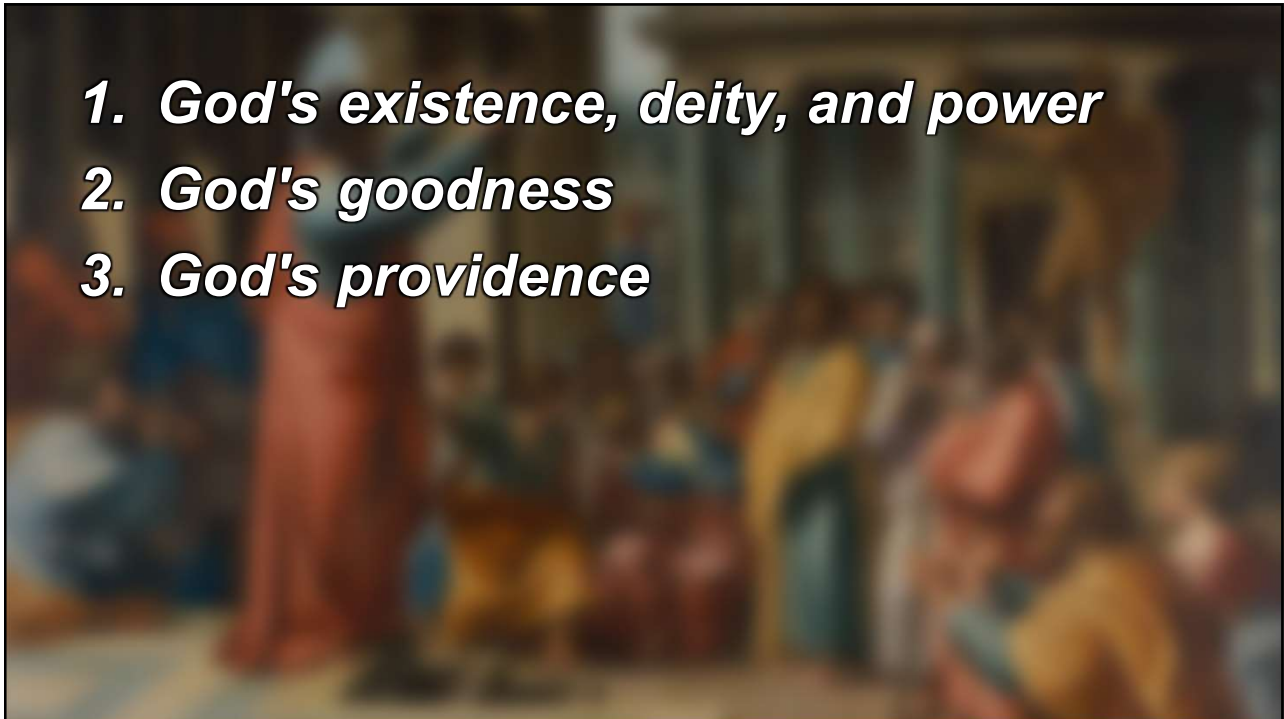 1. God's existence, deity, and power
2. God's goodness
3. God's providence